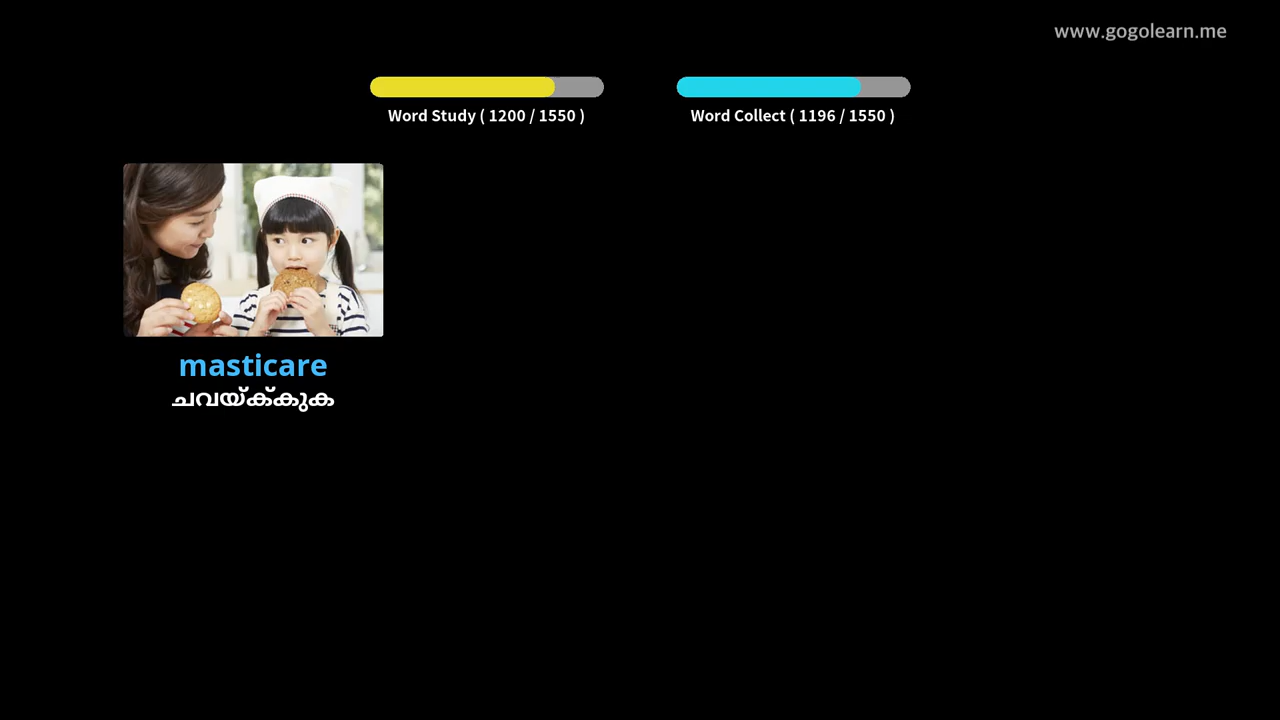 www.gogolearn.me
Word Study ( 1200 / 1550 )
Word Collect ( 1196 / 1550 )
masticare
ചവയ്ക്കുക